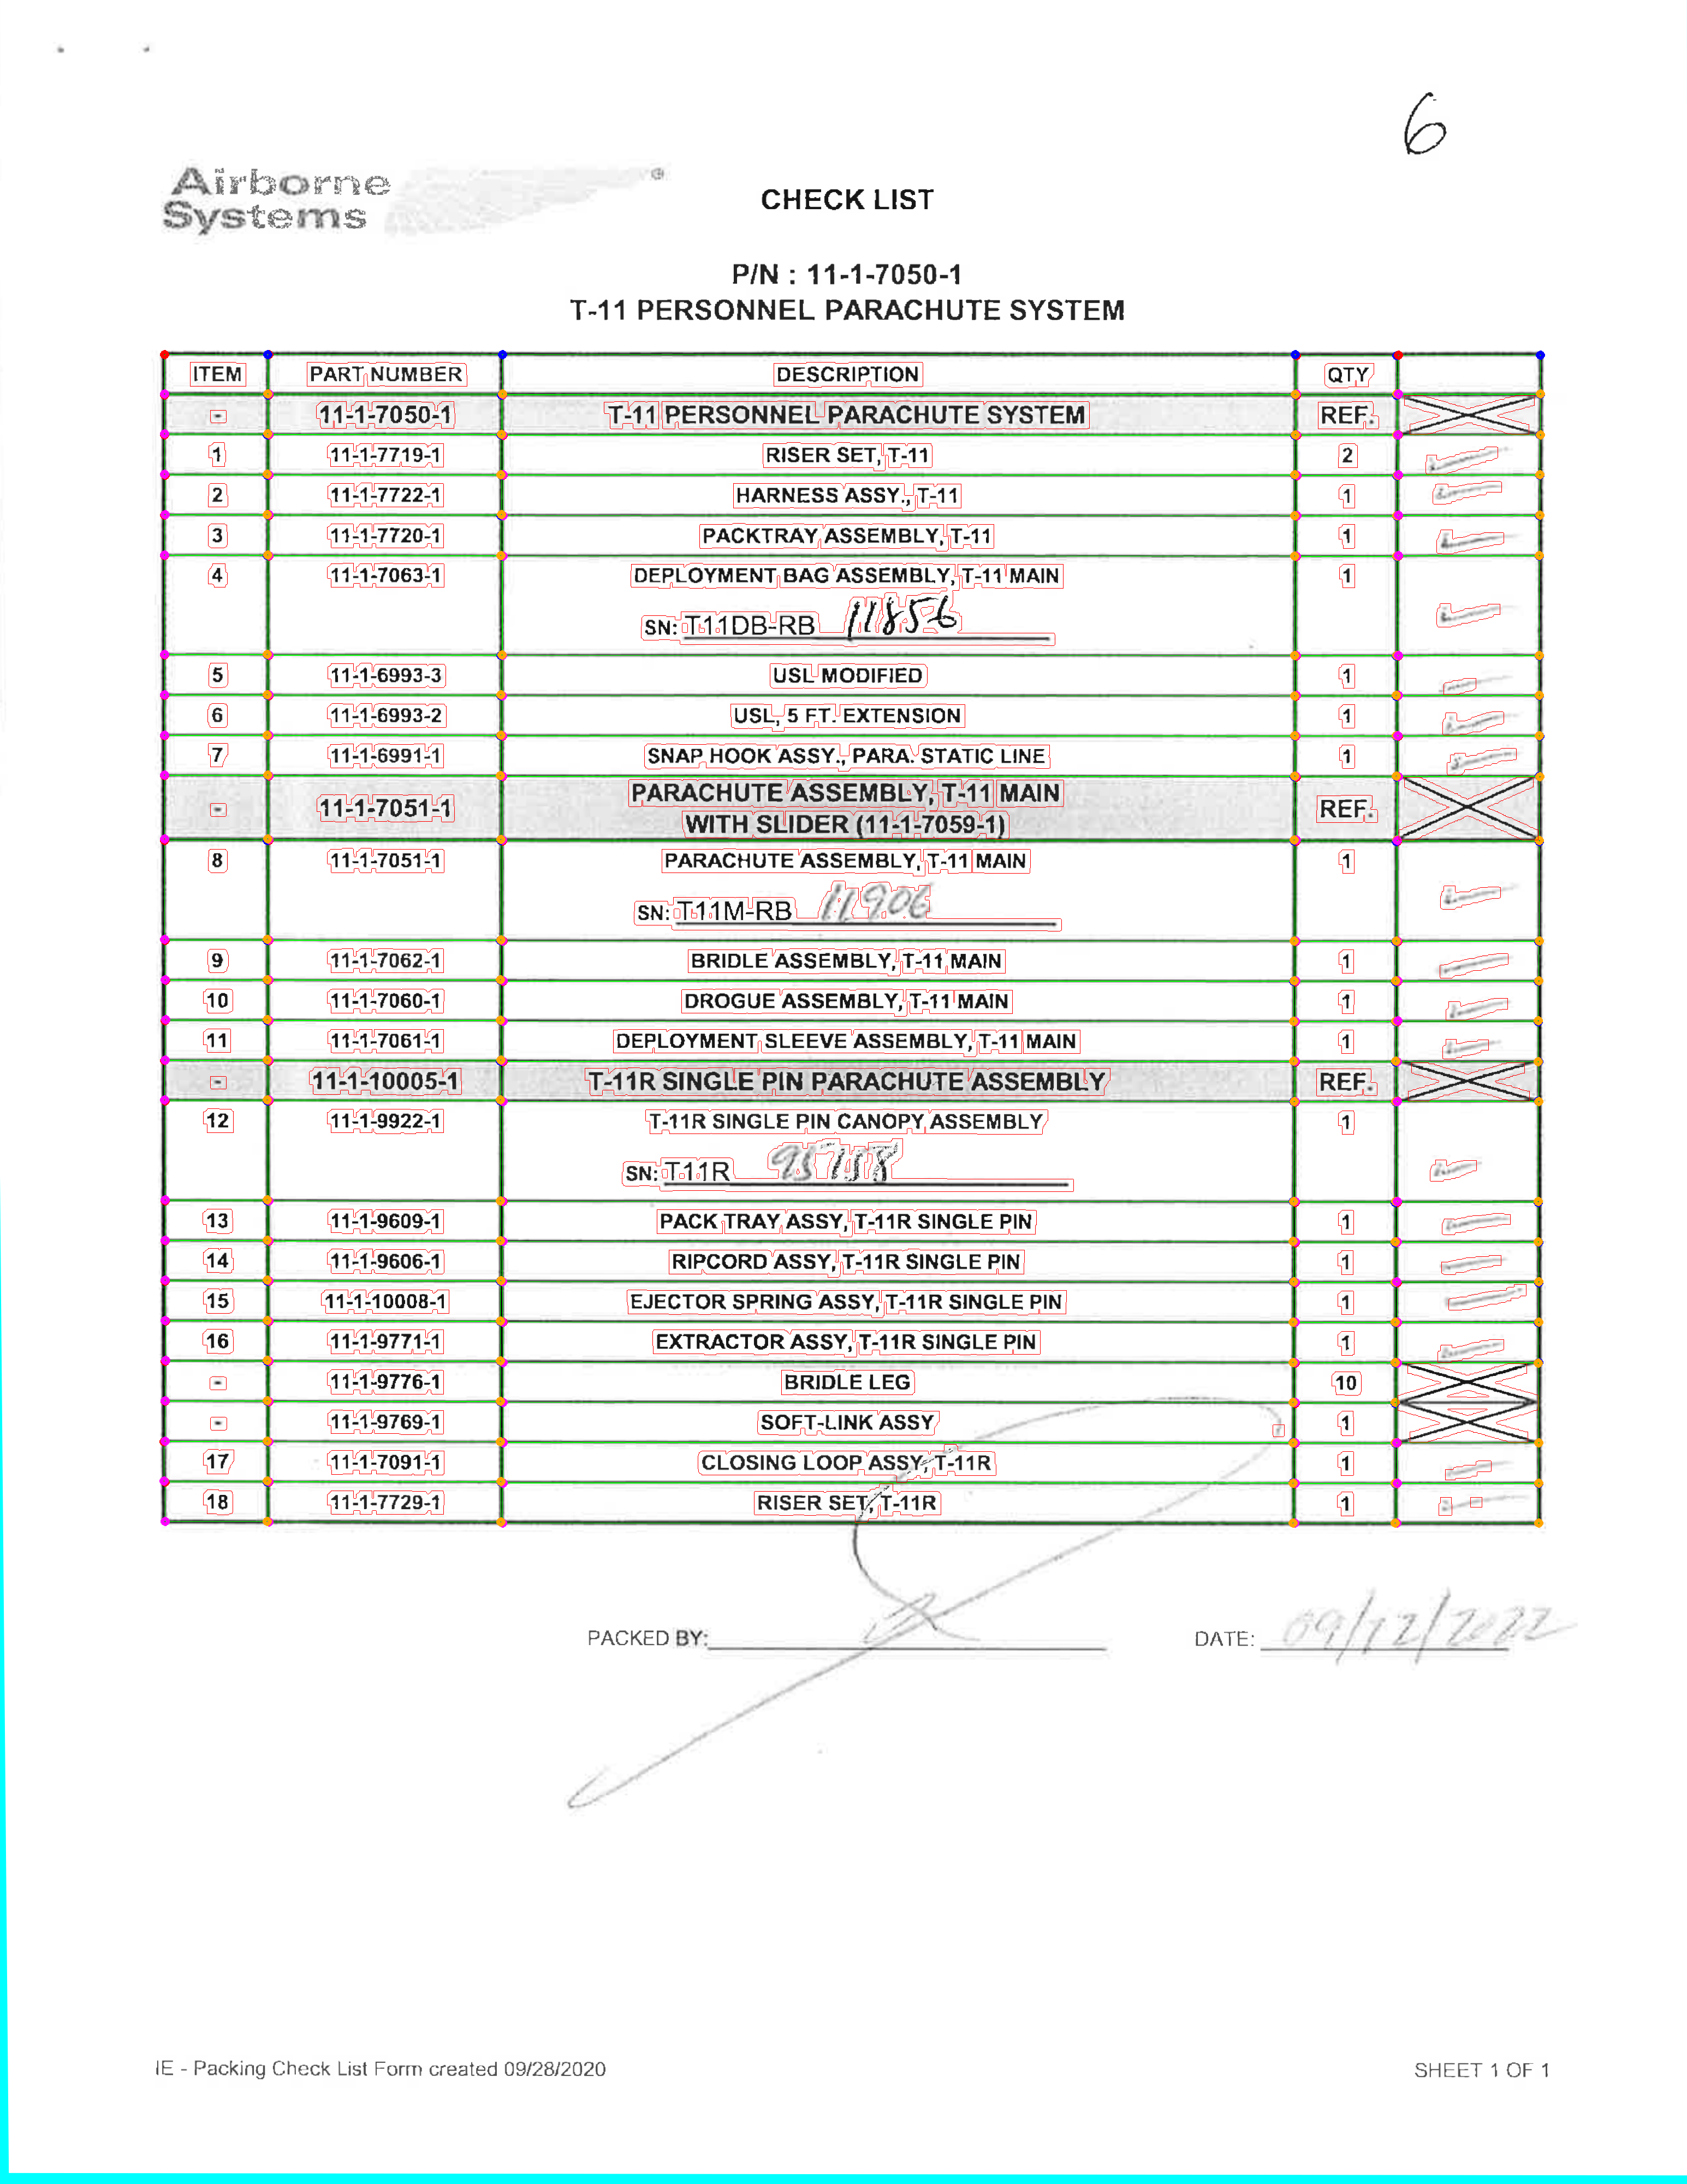 6
Airborne
Systems
CHECK LIST
P/N : 11-1-7050-1
T-11 PERSONNEL PARACHUTE SYSTEM
ITEM PART NUMBER DESCRIPTION QTY
- 11-1-7050-1 T-11 PERSONNEL PARACHUTE SYSTEM REF.
1 11-1-7719-1 RISER SET, T-11 2
2 11-1-7722-1 HARNESS ASSY., T-11 1
3 11-1-7720-1 PACKTRAY ASSEMBLY, T-11 1
4 11-1-7063-1 DEPLOYMENT BAG ASSEMBLY, T-11 MAIN 1
SN: T11DB-RB 11856
5 11-1-6993-3 USL MODIFIED 1
6 11-1-6993-2 USL, 5 FT. EXTENSION 1
7 11-1-6991-1 SNAP HOOK ASSY., PARA. STATIC LINE 1
- 11-1-7051-1 PARACHUTE ASSEMBLY, T-11 MAIN REF.
WITH SLIDER (11-1-7059-1)
8 11-1-7051-1 PARACHUTE ASSEMBLY, T-11 MAIN 1
SN: T11M-RB 11906
9 11-1-7062-1 BRIDLE ASSEMBLY, T-11 MAIN 1
10 11-1-7060-1 DROGUE ASSEMBLY, T-11 MAIN 1
11 11-1-7061-1 DEPLOYMENT SLEEVE ASSEMBLY, T-11 MAIN 1
- 11-1-10005-1 T-11R SINGLE PIN PARACHUTE ASSEMBLY REF.
12 11-1-9922-1 T-11R SINGLE PIN CANOPY ASSEMBLY 1
SN: T11R
13 11-1-9609-1 PACK TRAY ASSY, T-11R SINGLE PIN 1
14 11-1-9606-1 RIPCORD ASSY, T-11R SINGLE PIN 1
15 11-1-10008-1 EJECTOR SPRING ASSY, T-11R SINGLE PIN 1
16 11-1-9771-1 EXTRACTOR ASSY, T-11R SINGLE PIN 1
- 11-1-9776-1 BRIDLE LEG 10
- 11-1-9769-1 SOFT-LINK ASSY 1
17 11-1-7091-1 CLOSING LOOP ASSY, T-11R 1
18 11-1-7729-1 RISER SET, T-11R 1
PACKED BY: DATE: 09/12/2022
IE - Packing Check List Form created 09/28/2020 SHEET 1 OF 1